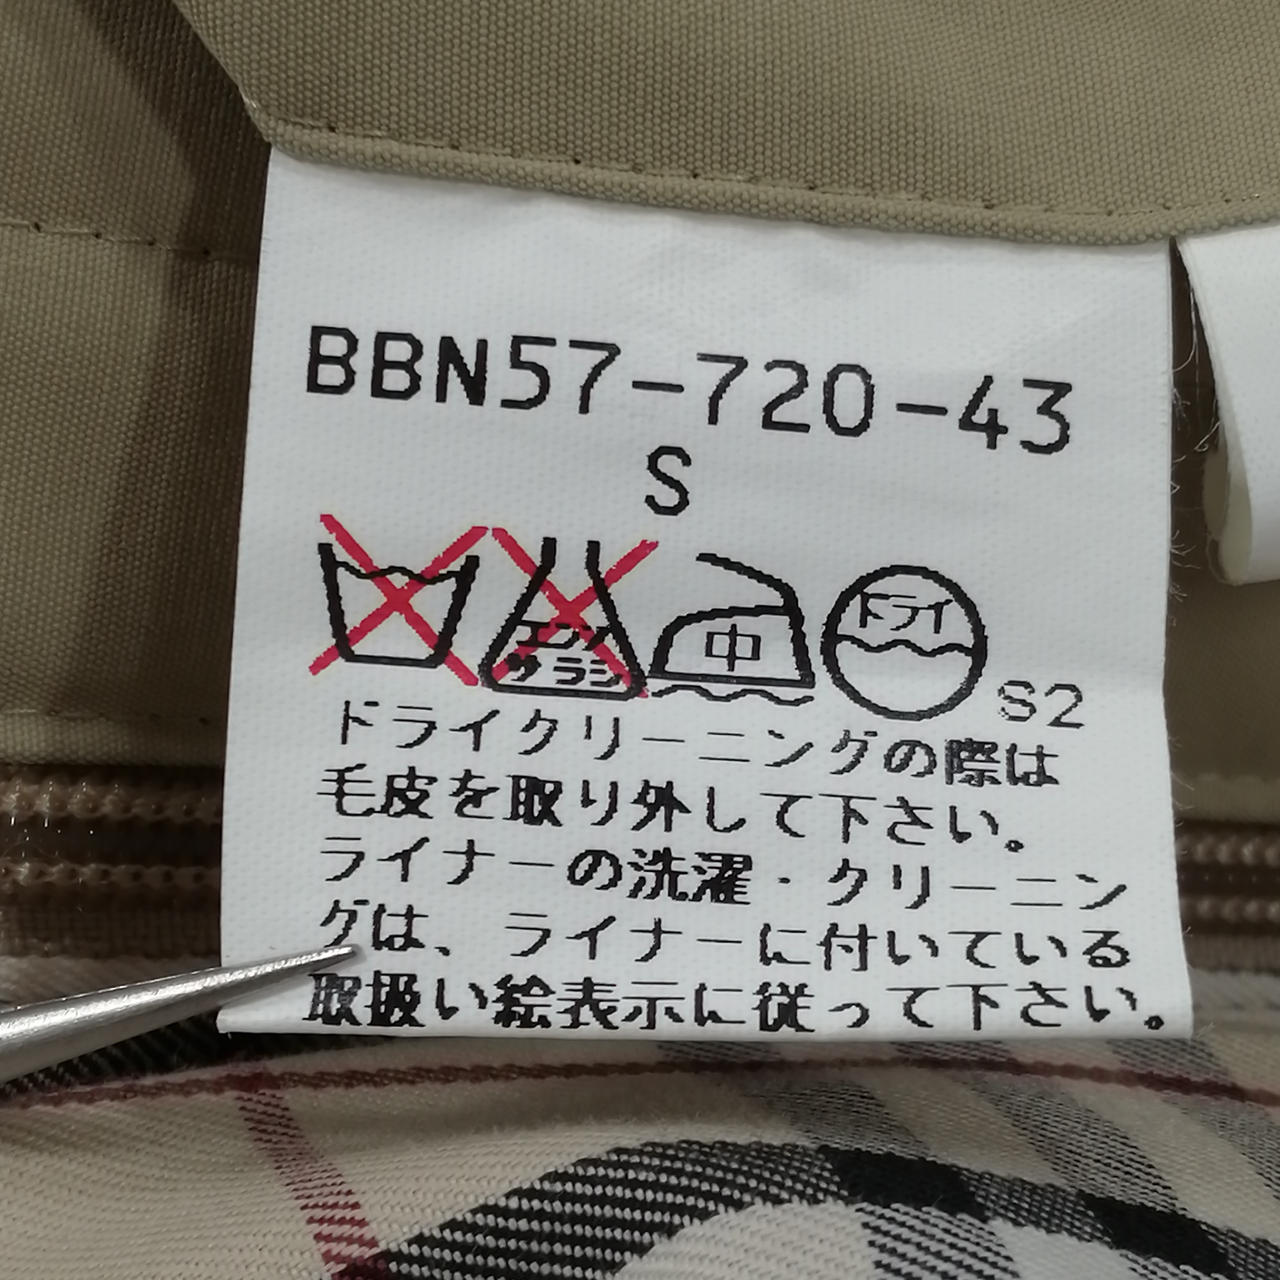 BBN57-720-43
S
エンソ
サラシ
中
ドライ
S2
ドライクリーニングの際は
毛皮を取り外して下さい。
ライナーの洗濯・クリーニン
グは、ライナーに付いている
取扱い絵表示に従って下さい。